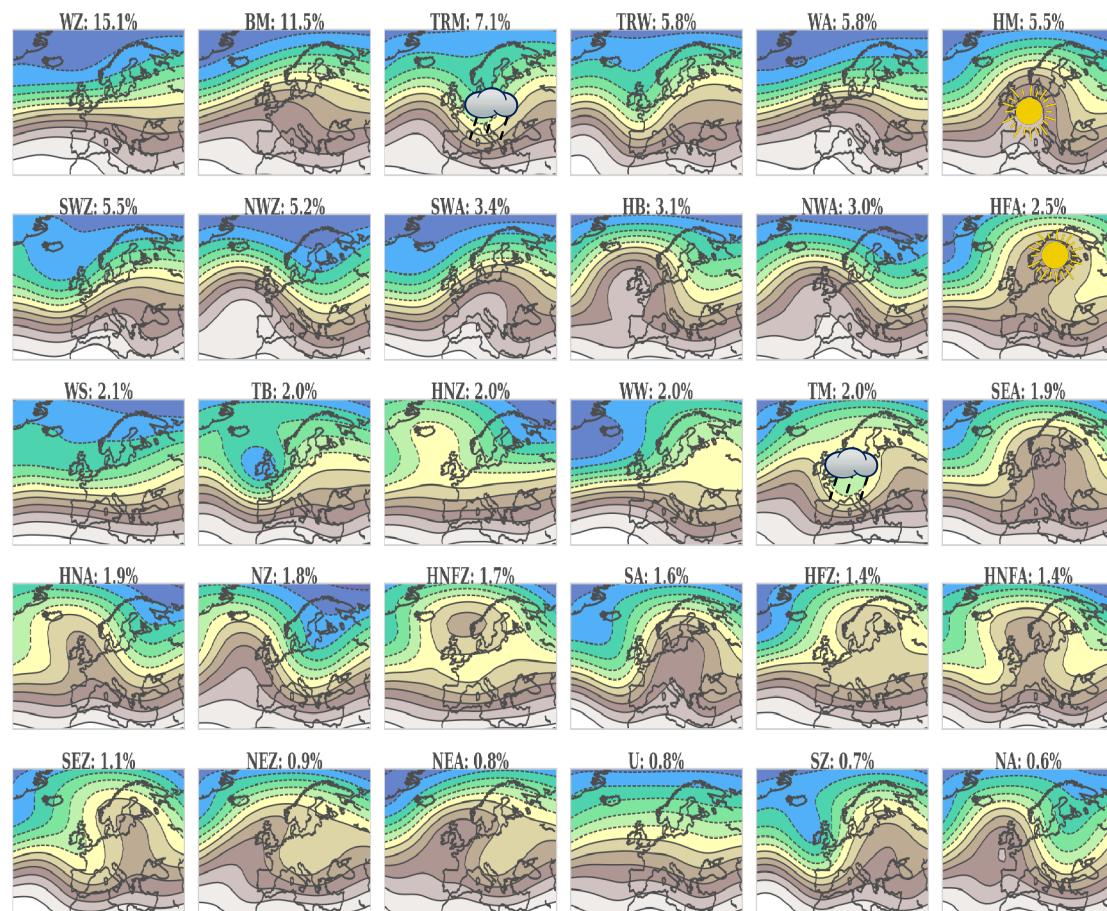 WZ: 15.1% BM: 11.5% TRM: 7.1% TRW: 5.8% WA: 5.8% HM: 5.5%
SWZ: 5.5% NWZ: 5.2% SWA: 3.4% HB: 3.1% NWA: 3.0% HFA: 2.5%
WS: 2.1% TB: 2.0% HNZ: 2.0% WW: 2.0% TM: 2.0% SEA: 1.9%
HNA: 1.9% NZ: 1.8% HNFZ: 1.7% SA: 1.6% HFZ: 1.4% HNFA: 1.4%
SEZ: 1.1% NEZ: 0.9% NEA: 0.8% U: 0.8% SZ: 0.7% NA: 0.6%